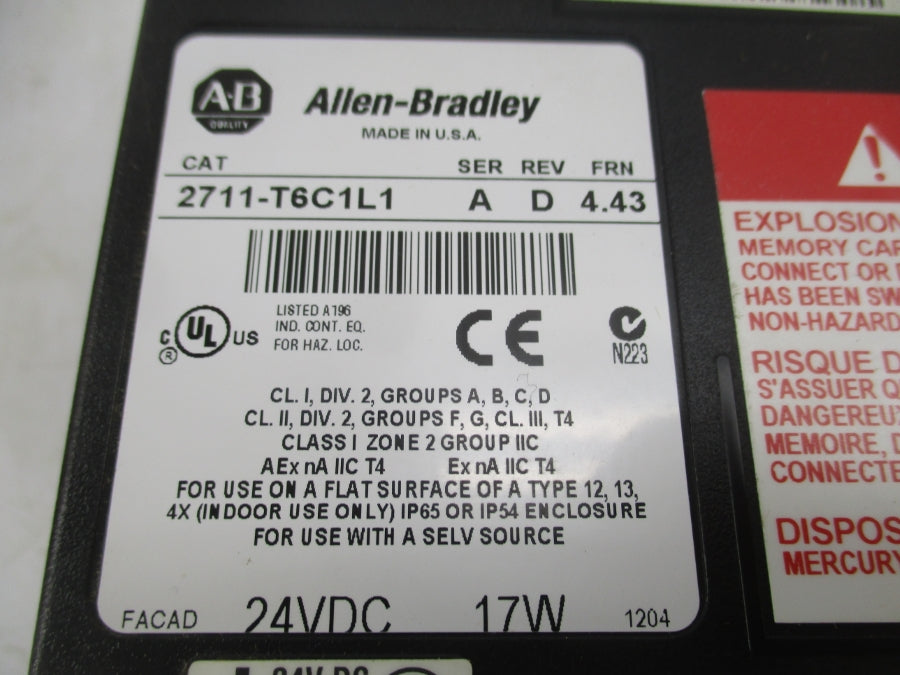 A-B
QUALITY
Allen-Bradley
MADE IN U.S.A.
CAT SER REV FRN
2711-T6C1L1 A D 4.43
C UL US
R
LISTED A196
IND. CONT. EQ.
FOR HAZ. LOC.
CE
N223
CL. I, DIV. 2, GROUPS A, B, C, D
CL. II, DIV. 2, GROUPS F, G, CL. III, T4
CLASS I ZONE 2 GROUP IIC
AEx nA IIC T4 Ex nA IIC T4
FOR USE ON A FLAT SURFACE OF A TYPE 12, 13,
4X (INDOOR USE ONLY) IP65 OR IP54 ENCLOSURE
FOR USE WITH A SELV SOURCE
FACAD 24VDC 17W 1204
EXPLOSION
MEMORY CAR
CONNECT OR
HAS BEEN SW
NON-HAZARD
RISQUE D
S'ASSUER Q
DANGEREUX
MEMOIRE, D
CONNECTE
DISPOS
MERCURY
24V DC